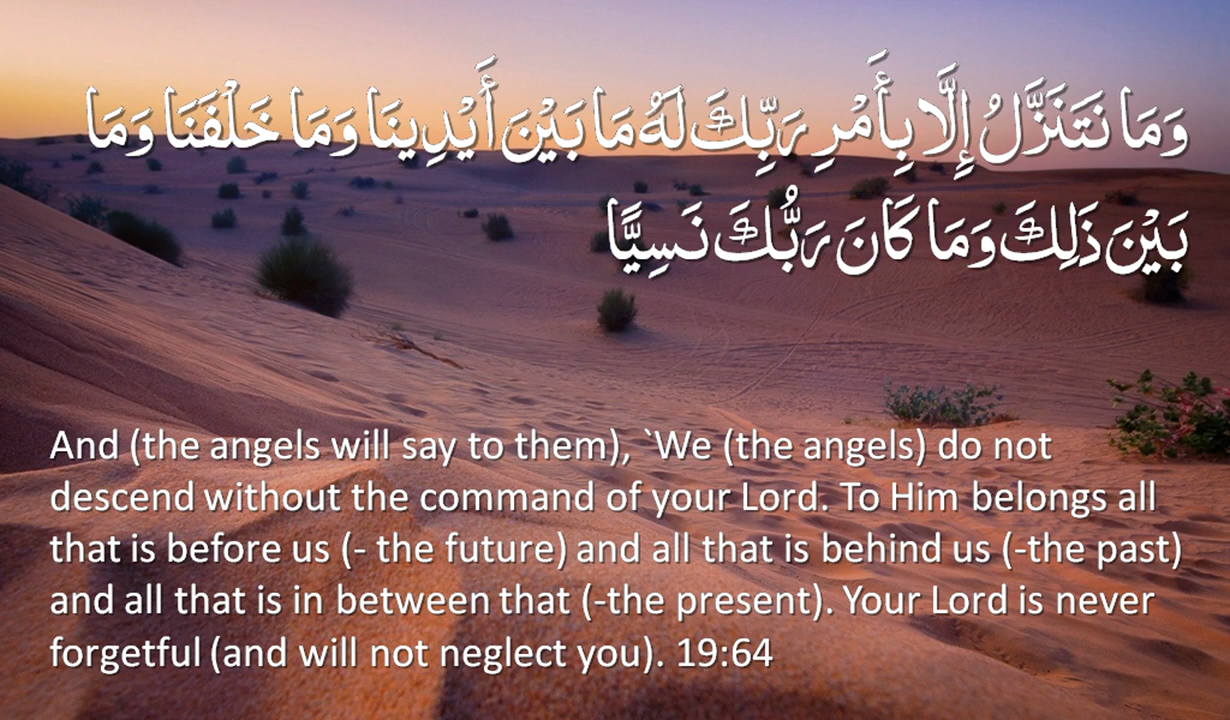 وَمَا نَتَنَزَّلُ إِلَّا بِأَمْرِ رَبِّكَ لَهُ مَا بَيْنَ أَيْدِينَا وَمَا خَلْفَنَا وَمَا
بَيْنَ ذَلِكَ وَمَا كَانَ رَبُّكَ نَسِيًّا
And (the angels will say to them), `We (the angels) do not
descend without the command of your Lord. To Him belongs all
that is before us (- the future) and all that is behind us (-the past)
and all that is in between that (-the present). Your Lord is never
forgetful (and will not neglect you). 19:64